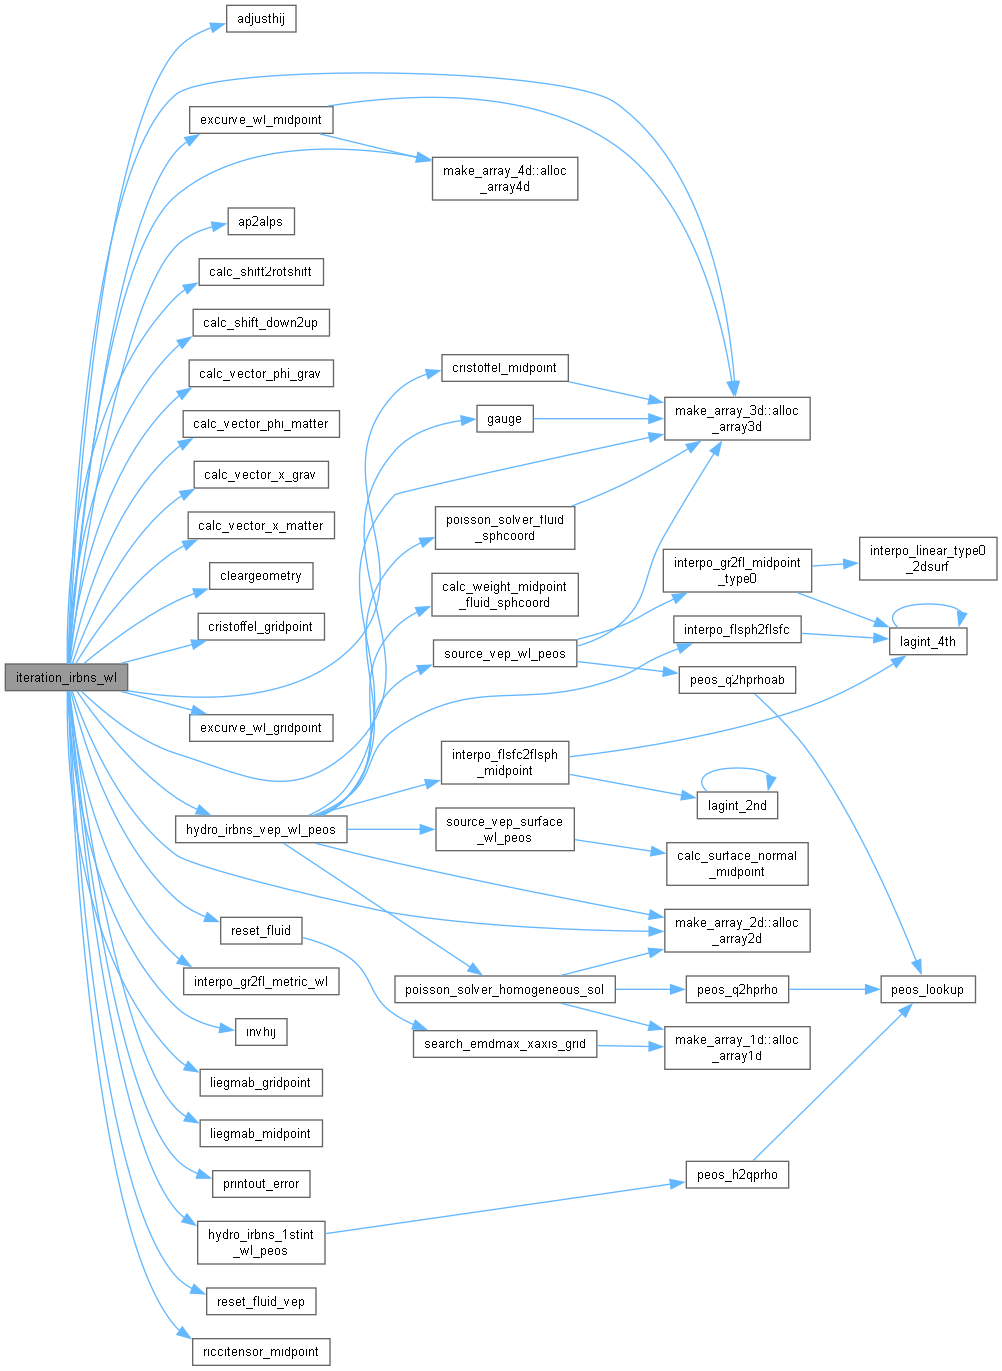 adjusthij
excurve_wl_midpoint
make_array_4d::alloc
_array4d
ap2alps
calc_shift2rotshift
calc_shift_down2up
calc_vector_phi_grav
calc_vector_phi_matter
calc_vector_x_grav
calc_vector_x_matter
cleargeometry
cristoffel_gridpoint
iteration_irbns_wl
excurve_wl_gridpoint
hydro_irbns_vep_wl_peos
reset_fluid
interpo_gr2fl_metric_wl
invhij
liegmab_gridpoint
liegmab_midpoint
printout_error
hydro_irbns_1stint
_wl_peos
reset_fluid_vep
riccitensor_midpoint
cristoffel_midpoint
gauge
poisson_solver_fluid
_sphcoord
calc_weight_midpoint
_fluid_sphcoord
source_vep_wl_peos
interpo_flsfc2flsph
_midpoint
source_vep_surface
_wl_peos
poisson_solver_homogeneous_sol
search_emdmax_xaxis_grid
make_array_3d::alloc
_array3d
interpo_gr2fl_midpoint
_type0
interpo_flsph2flsfc
peos_q2hprhoab
lagint_2nd
calc_surface_normal
_midpoint
make_array_2d::alloc
_array2d
peos_q2hprho
make_array_1d::alloc
_array1d
peos_h2qprho
interpo_linear_type0
_2dsurf
lagint_4th
peos_lookup